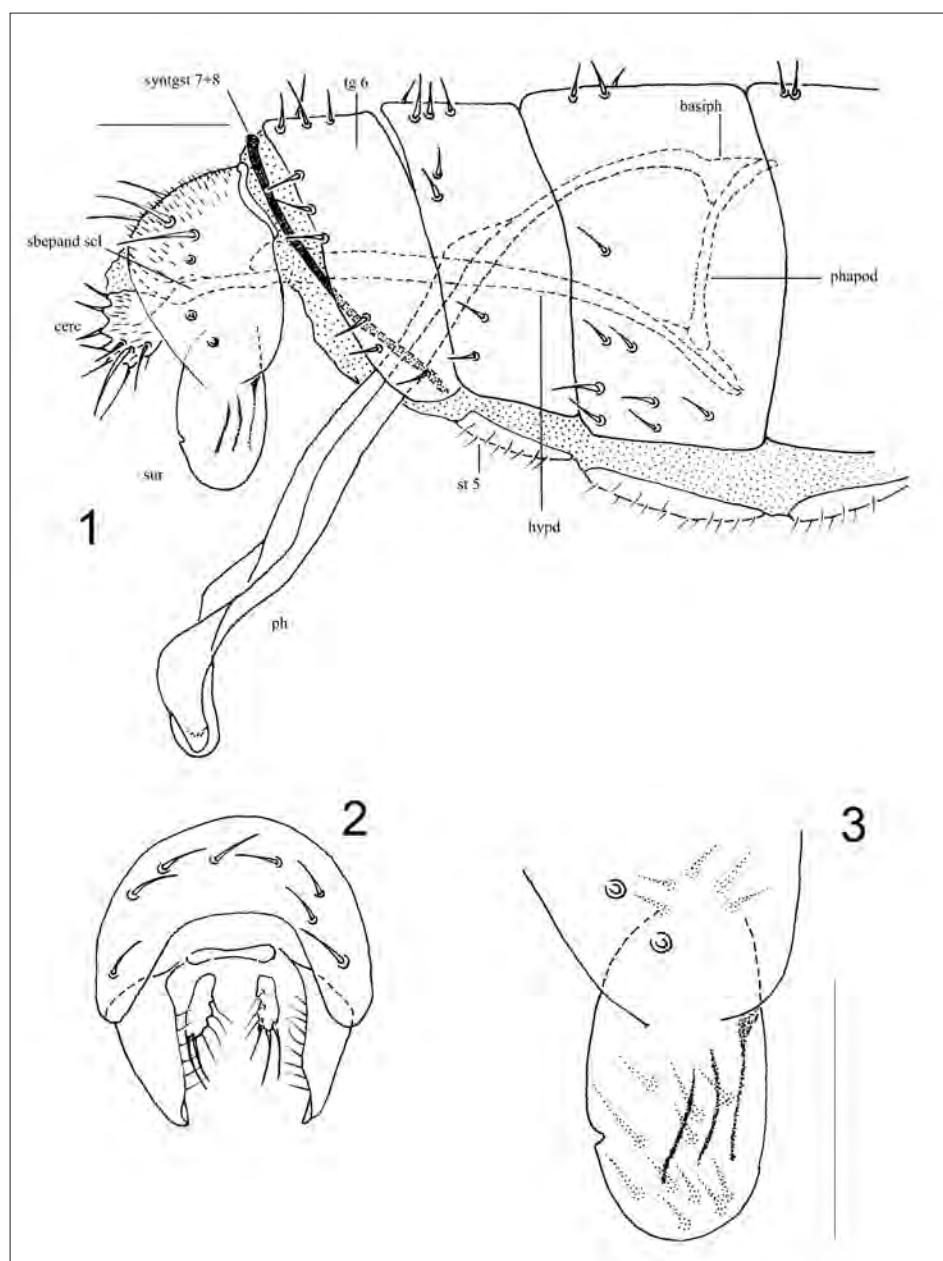 syntgst 7+8
tg 6
basiph
sbepand scl
phapod
cerc
sur
st 5
hypd
1
ph
2
3